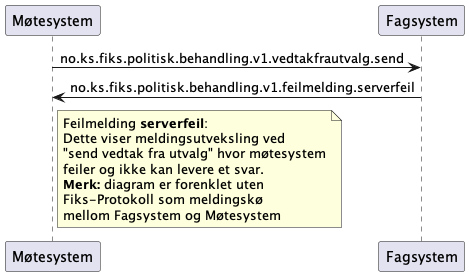 Møtesystem
Fagsystem
no.ks.fiks.politisk.behandling.v1.vedtakfrautvalg.send
no.ks.fiks.politisk.behandling.v1.feilmelding.serverfeil
Feilmelding serverfeil:
Dette viser meldingsutveksling ved
"send vedtak fra utvalg" hvor møtesystem
feiler og ikke kan levere et svar.
Merk: diagram er forenklet uten
Fiks-Protokoll som meldingskø
mellom Fagsystem og Møtesystem
Møtesystem
Fagsystem